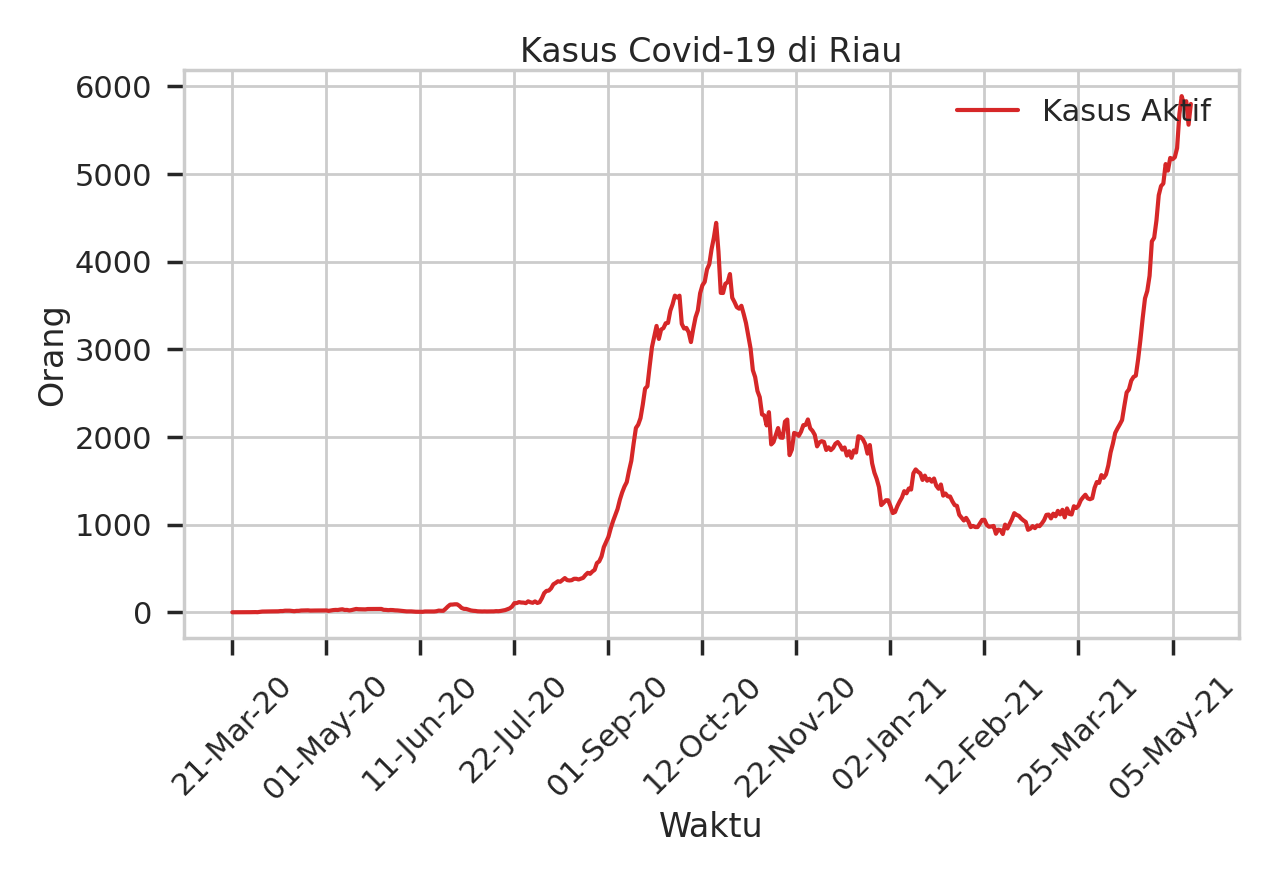 Kasus Covid-19 di Riau
Kasus Aktif
6000
5000
4000
3000
2000
1000
0
Orang
21-Mar-20
01-May-20
11-Jun-20
22-Jul-20
01-Sep-20
12-Oct-20
22-Nov-20
02-Jan-21
12-Feb-21
25-Mar-21
05-May-21
Waktu